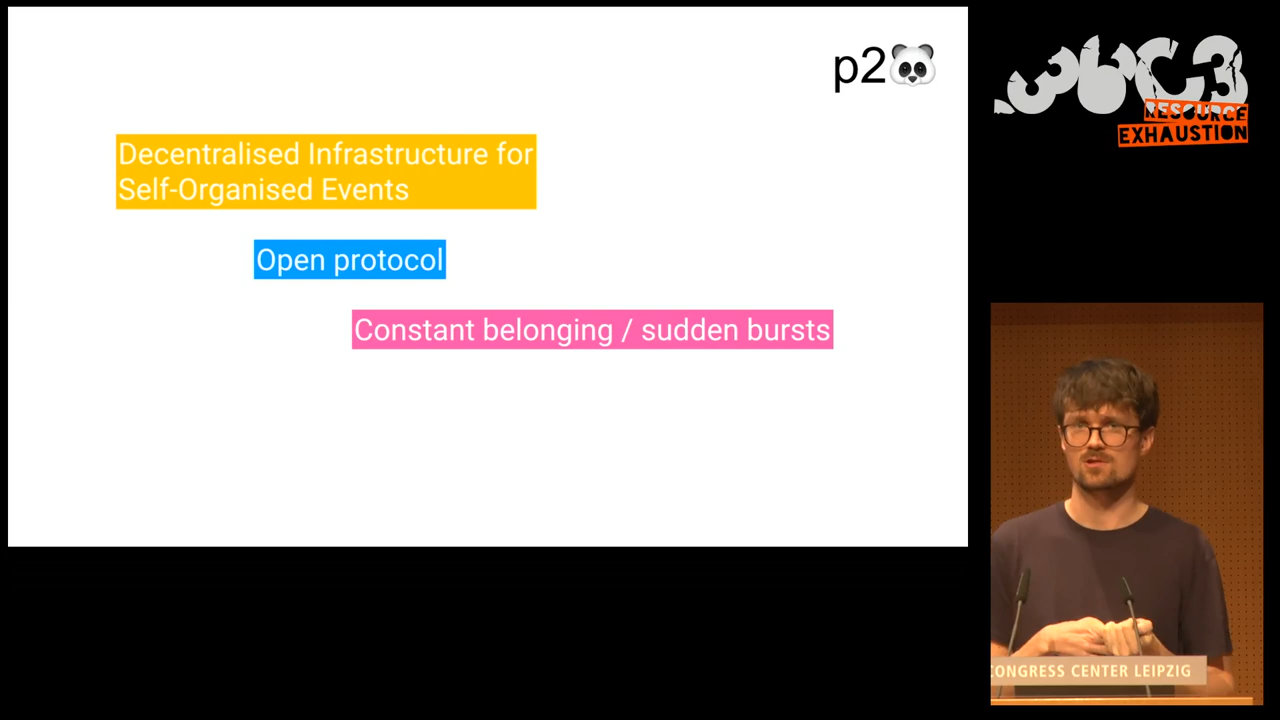 p2🐼
Decentralised Infrastructure for
Self-Organised Events
Open protocol
Constant belonging / sudden bursts
36C3
RESOURCE
EXHAUSTION
CONGRESS CENTER LEIPZIG